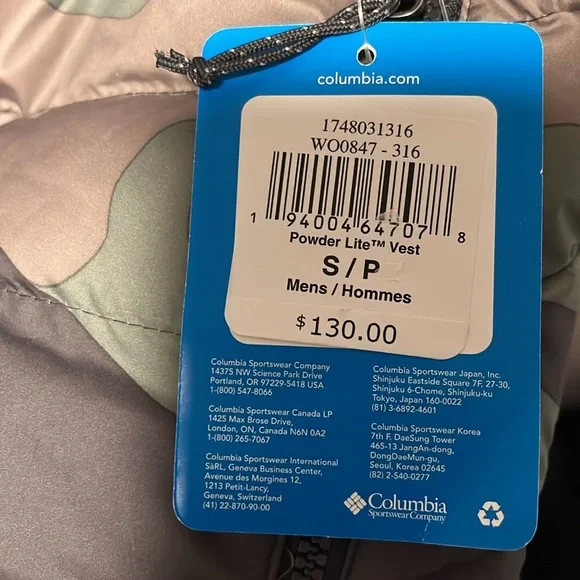 columbia.com
1748031316
WO0847 - 316
1 94004 64707 8
Powder Lite™ Vest
S / P
Mens / Hommes
$130.00
Columbia Sportswear Company
14375 NW Science Park Drive
Portland, OR 97229-5418 USA
1-(800) 547-8066
Columbia Sportswear Canada LP
1425 Max Brose Drive,
London, ON, Canada N6N 0A2
1-(800) 265-7067
Columbia Sportswear International
SàRL, Geneva Business Center,
Avenue des Morgines 12,
1213 Petit-Lancy,
Geneva, Switzerland
(41) 22-870-90-00
Columbia Sportswear Japan, Inc.
Shinjuku Eastside Square 7F, 27-30,
Shinjuku 6-Chome, Shinjuku-ku
Tokyo, Japan 160-0022
(81) 3-6892-4601
Columbia Sportswear Korea
7th F. DaeSung Tower
465-13 JangAn-dong,
DongDaeMun-gu,
Seoul, Korea 02645
(82) 2-540-0277
Columbia
Sportswear Company